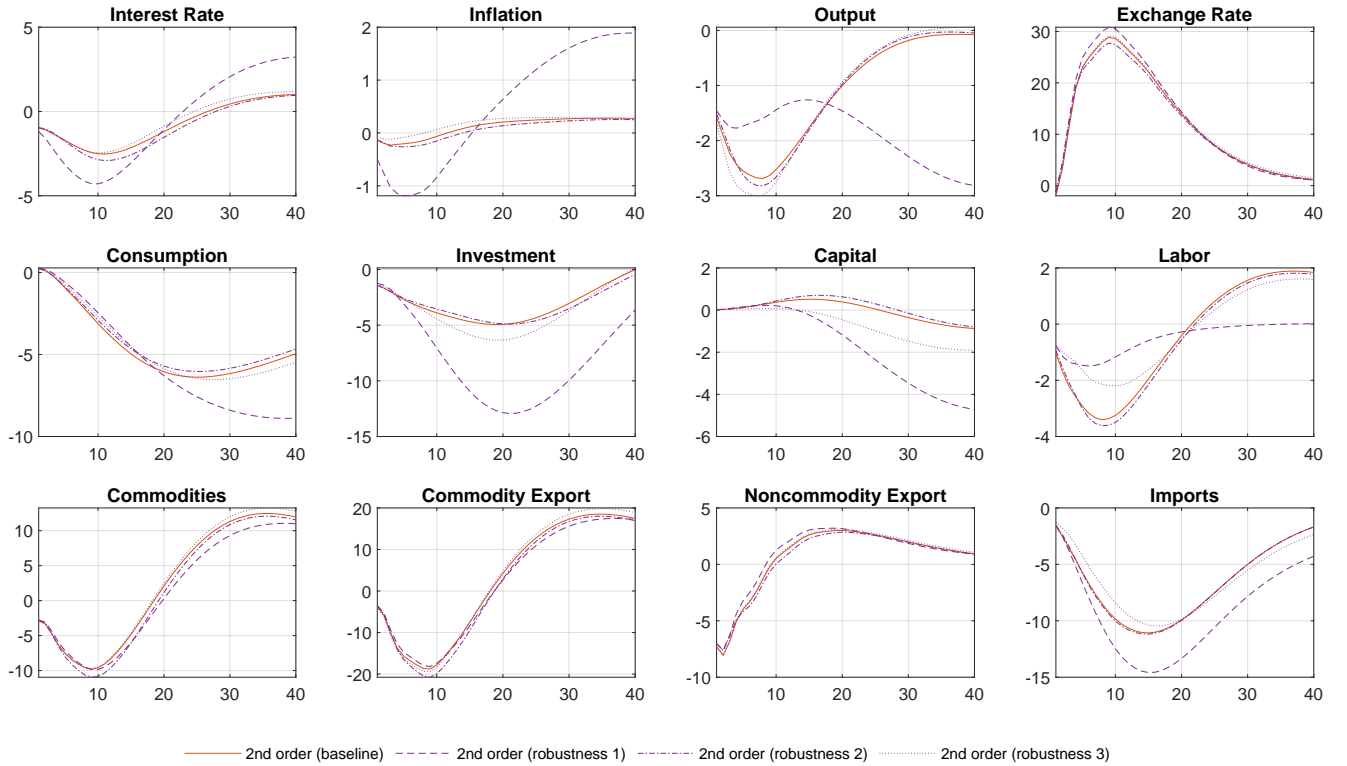 Interest Rate
5
0
-5
10 20 30 40
Inflation
2
1
0
-1
10 20 30 40
Output
0
-1
-2
-3
10 20 30 40
Exchange Rate
30
20
10
0
10 20 30 40
Consumption
0
-5
-10
10 20 30 40
Investment
0
-5
-10
-15
10 20 30 40
Capital
2
0
-2
-4
-6
10 20 30 40
Labor
2
0
-2
-4
10 20 30 40
Commodities
10
5
0
-5
-10
10 20 30 40
Commodity Export
20
10
0
-10
-20
10 20 30 40
Noncommodity Export
5
0
-5
-10
10 20 30 40
Imports
0
-5
-10
-15
10 20 30 40
2nd order (baseline) 2nd order (robustness 1) 2nd order (robustness 2) 2nd order (robustness 3)